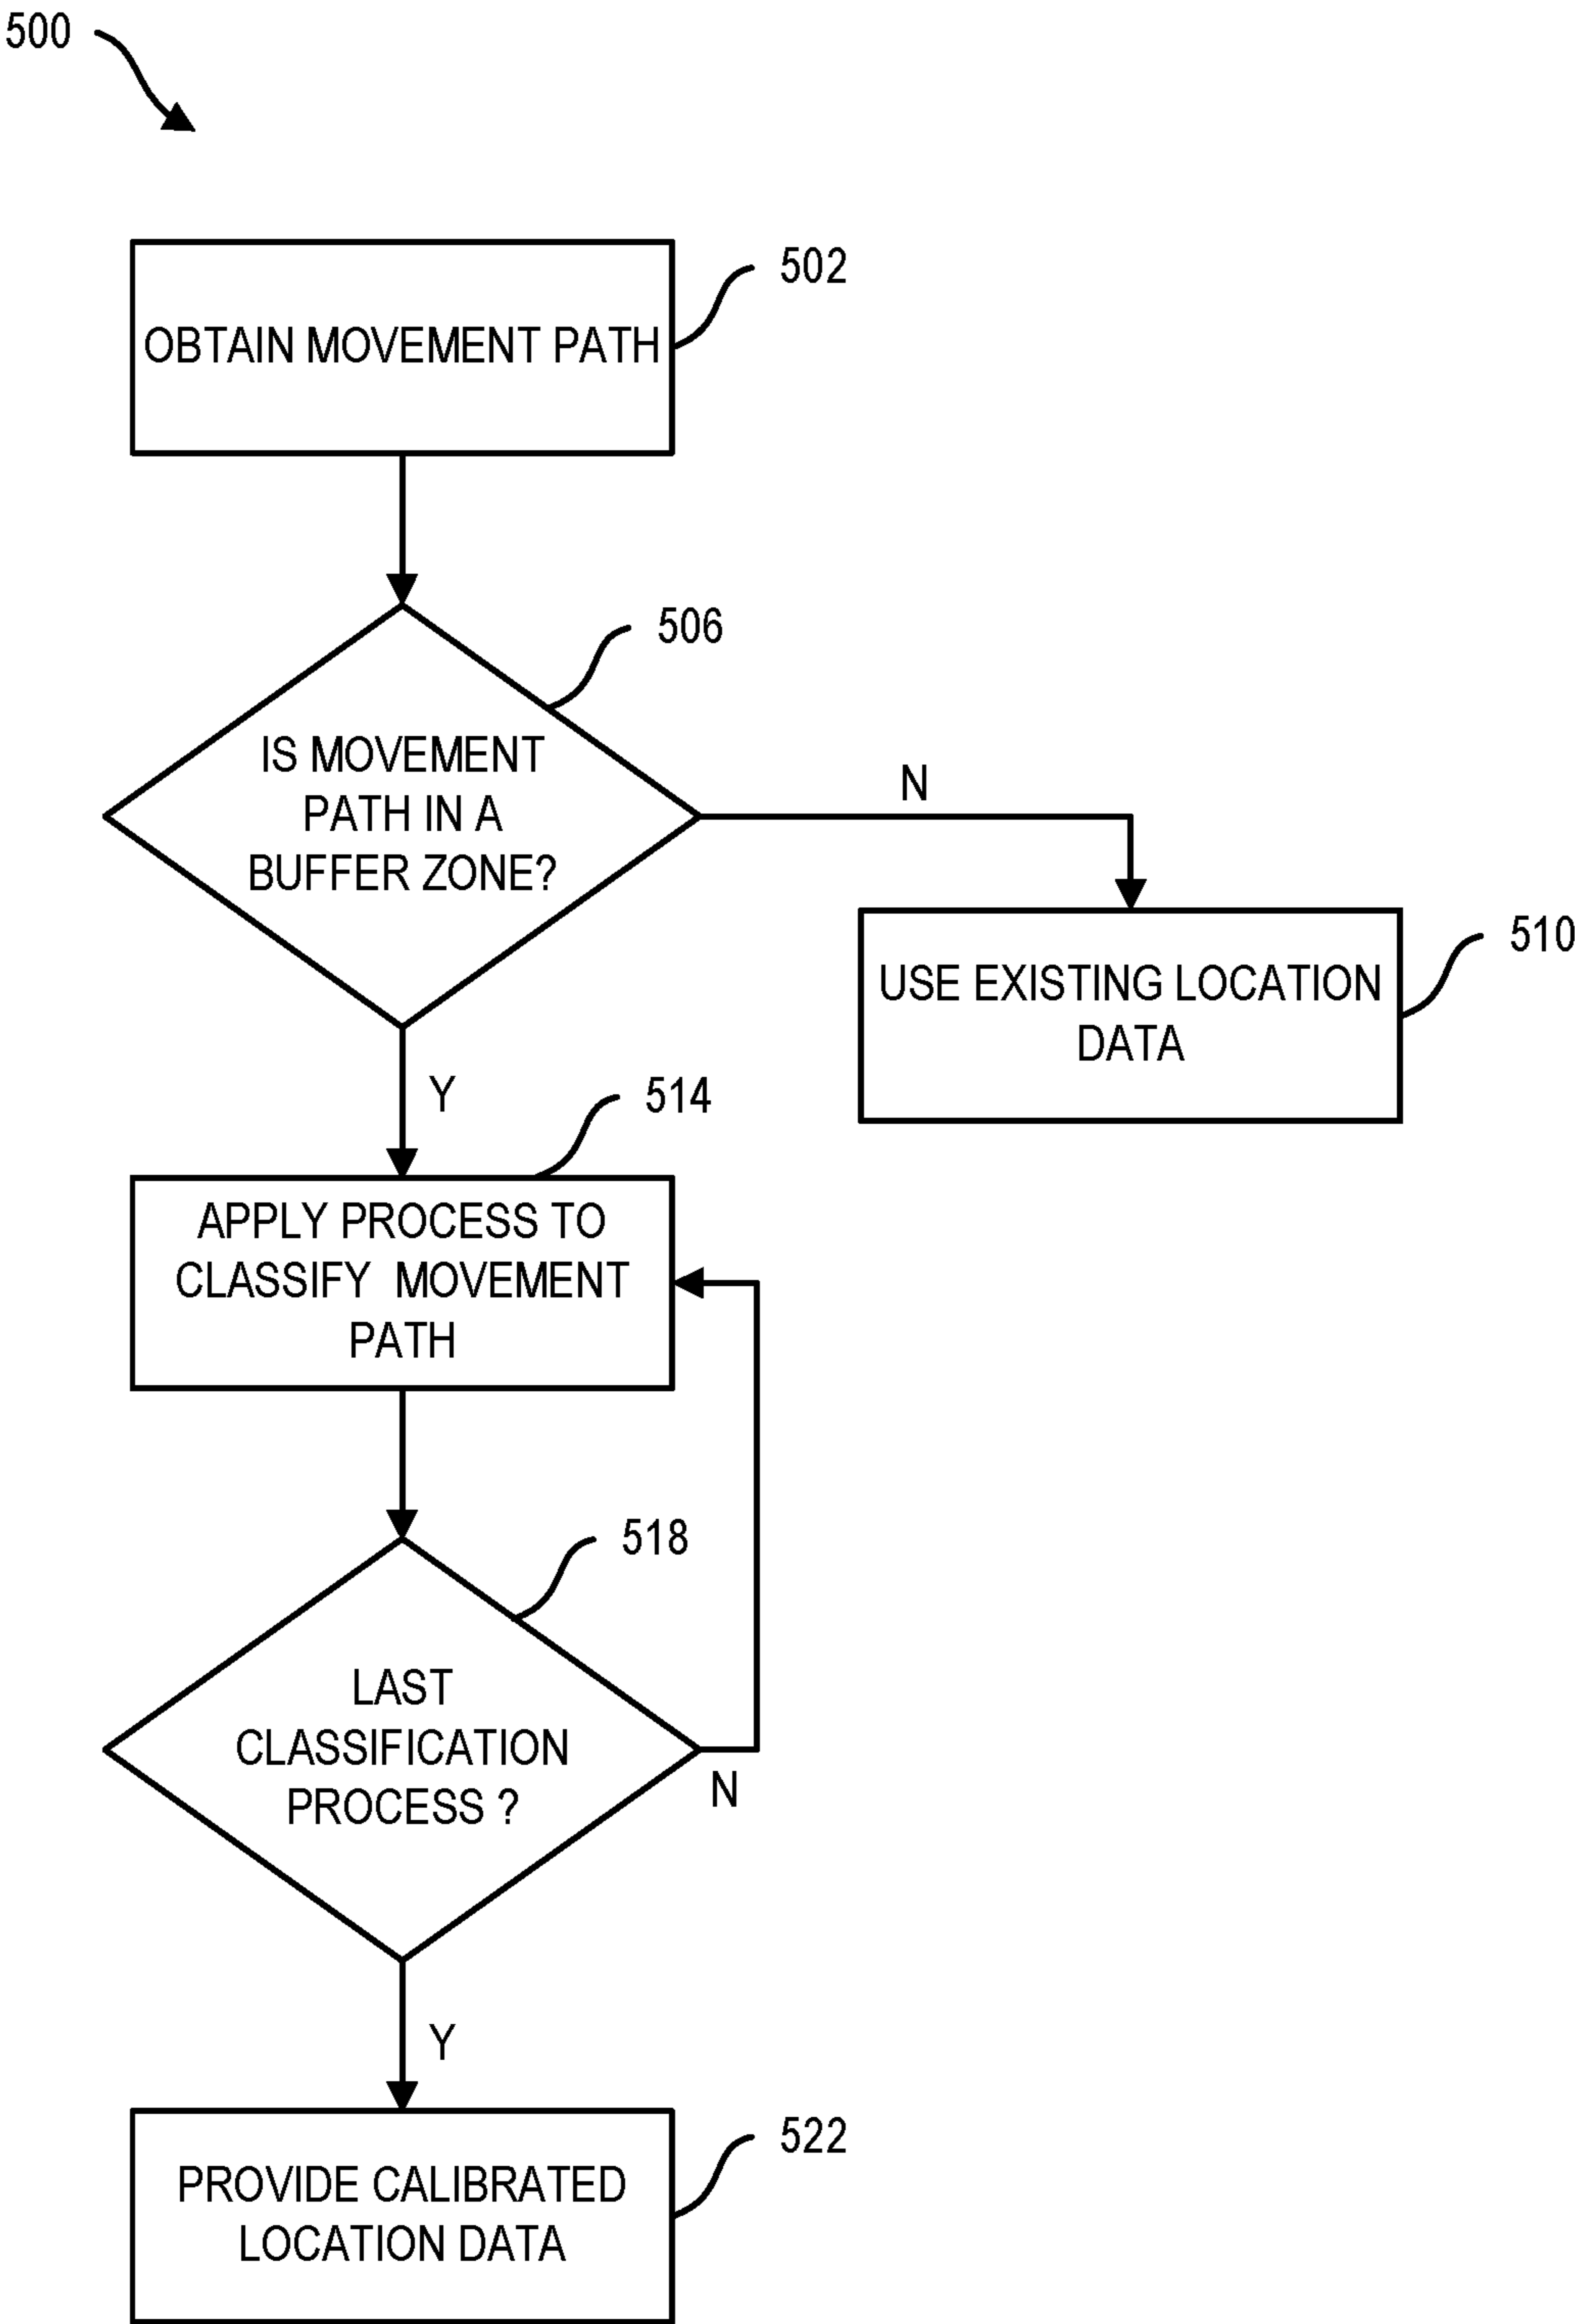 500
502
OBTAIN MOVEMENT PATH
506
IS MOVEMENT
PATH IN A
BUFFER ZONE?
N
510
USE EXISTING LOCATION
DATA
Y
514
APPLY PROCESS TO
CLASSIFY MOVEMENT
PATH
518
LAST
CLASSIFICATION
PROCESS ?
N
Y
522
PROVIDE CALIBRATED
LOCATION DATA